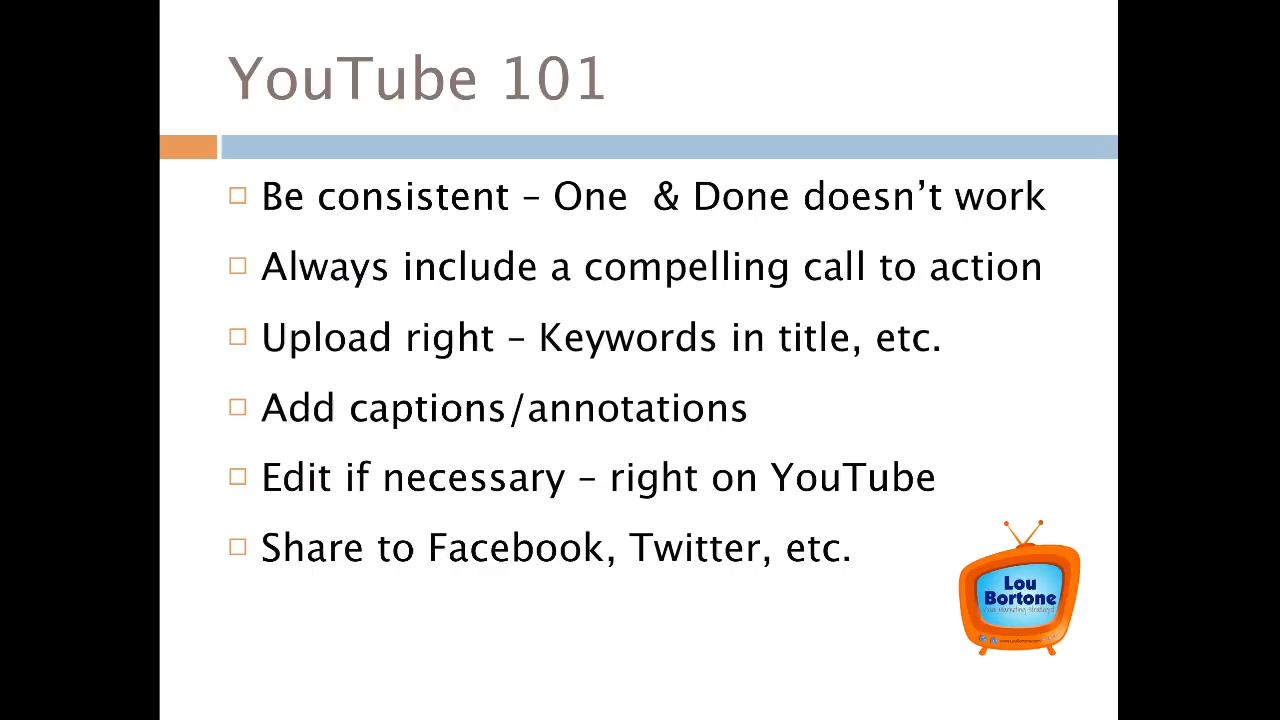 YouTube 101
Be consistent – One & Done doesn’t work
Always include a compelling call to action
Upload right – Keywords in title, etc.
Add captions/annotations
Edit if necessary – right on YouTube
Share to Facebook, Twitter, etc.
Lou
Bortone